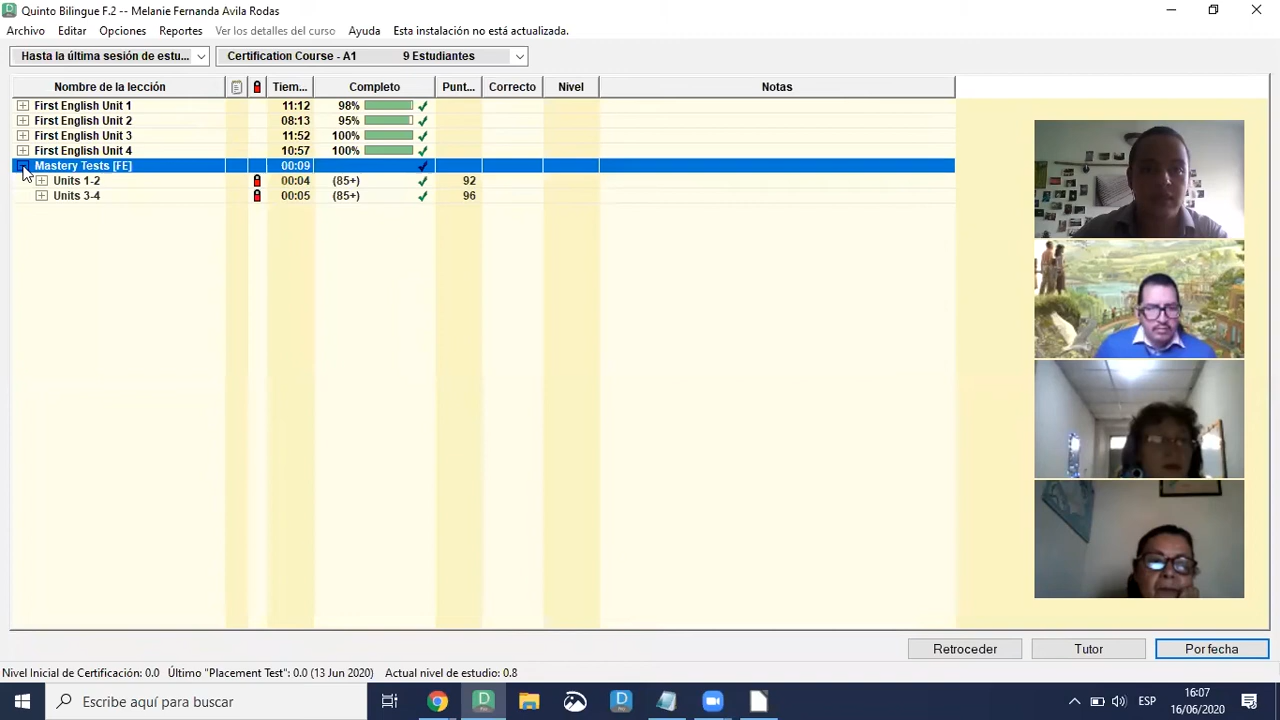 Quinto Bilingue F.2 -- Melanie Fernanda Avila Rodas
Archivo Editar Opciones Reportes Ver los detalles del curso Ayuda Esta instalación no está actualizada.
Hasta la última sesión de estu... Certification Course - A1 9 Estudiantes
Nombre de la lección Tiem... Completo Punt... Correcto Nivel Notas
First English Unit 1 11:12 98%
First English Unit 2 08:13 95%
First English Unit 3 11:52 100%
First English Unit 4 10:57 100%
Mastery Tests [FE] 00:09
Units 1-2 00:04 (85+) 92
Units 3-4 00:05 (85+) 96
Retroceder Tutor Por fecha
Nivel Inicial de Certificación: 0.0 Último "Placement Test": 0.0 (13 Jun 2020) Actual nivel de estudio: 0.8
Escribe aquí para buscar
ESP
16:07
16/06/2020